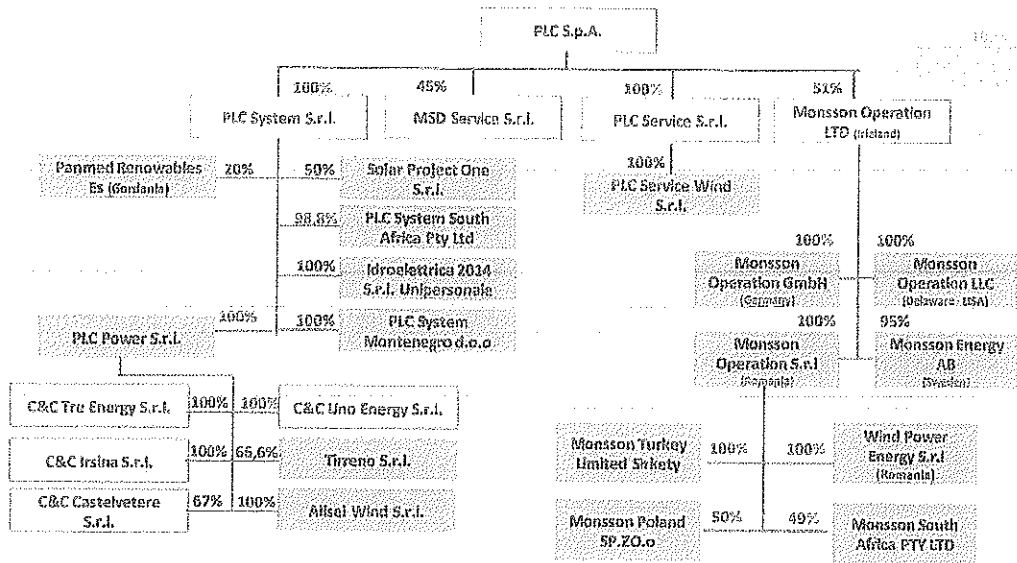 PLC S.p.A.
100%
45%
100%
51%
PLC System S.r.l.
MSD Service S.r.l.
PLC Service S.r.l.
Monsson Operation
LTD (Irleland)
Panmed Renowables
Es (Giordania)
20%
50%
Solar Project One
S.r.l.
100%
PLC Service Wind
S.r.l.
98,8%
PLC System South
Africa Pty Ltd
100%
Idroelettrica 2014
S.r.l. Unipersonale
100%
Monsson
Operation GmbH
(Germany)
100%
Monsson
Operation LLC
(Delaware - USA)
PLC Power S.r.l.
100%
100%
PLC System
Montenegro d.o.o
100%
Monsson
Operation S.r.l
(Romania)
95%
Monsson Energy
AB
(Sweden)
C&C Tre Energy S.r.l.
100%
100%
C&C Uno Energy S.r.l.
C&C Irsina S.r.l.
100%
66,6%
Tirreno S.r.l.
C&C Castelvetere
S.r.l.
67%
100%
Alisei Wind S.r.l.
Monsson Turkey
Limited Sirkety
100%
100%
Wind Power
Energy S.r.l
(Romania)
Monsson Poland
SP.ZO.o
50%
49%
Monsson South
Africa PTY LTD